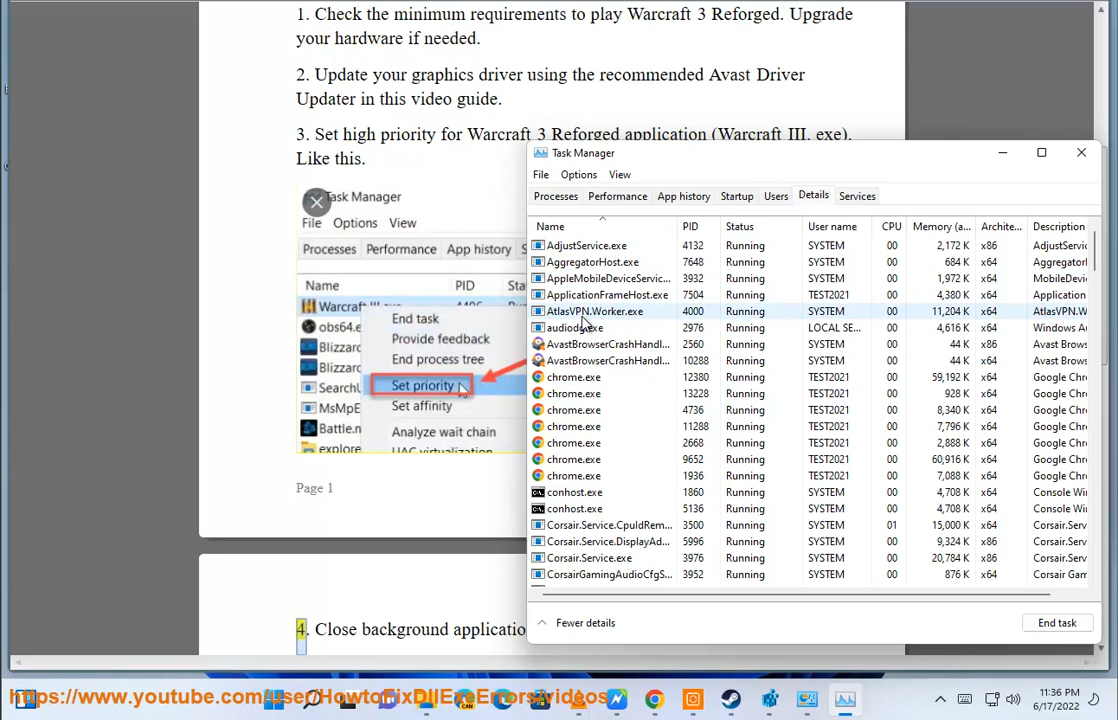 1. Check the minimum requirements to play Warcraft 3 Reforged. Upgrade
your hardware if needed.
2. Update your graphics driver using the recommended Avast Driver
Updater in this video guide.
3. Set high priority for Warcraft 3 Reforged application (Warcraft III. exe).
Like this.
Task Manager
File Options View
Processes Performance App history
Name PID Sta
Warcraft III.exe
obs64.e
Blizzard
Blizzard
SearchU
MsMpE
Battle.n
explore
End task
Provide feedback
End process tree
Set priority
Set affinity
Analyze wait chain
UAC virtualization
Page 1
4. Close background applicatio
Task Manager
File Options View
Processes Performance App history Startup Users Details Services
Name PID Status User name CPU Memory (a... Archite... Description
AdjustService.exe 4132 Running SYSTEM 00 2,172 K x86 AdjustServic
AggregatorHost.exe 7648 Running SYSTEM 00 684 K x64 Aggregator
AppleMobileDeviceServic... 3932 Running SYSTEM 00 1,972 K x64 MobileDevi
ApplicationFrameHost.exe 7504 Running TEST2021 00 4,380 K x64 Application
AtlasVPN.Worker.exe 4000 Running SYSTEM 00 11,204 K x64 AtlasVPN.W
audiodg.exe 2976 Running LOCAL SE... 00 4,616 K x64 Windows Au
AvastBrowserCrashHandl... 2560 Running SYSTEM 00 44 K x86 Avast Brows
AvastBrowserCrashHandl... 10288 Running SYSTEM 00 44 K x64 Avast Brows
chrome.exe 12380 Running TEST2021 00 59,192 K x64 Google Chr
chrome.exe 13228 Running TEST2021 00 928 K x64 Google Chr
chrome.exe 4736 Running TEST2021 00 8,340 K x64 Google Chr
chrome.exe 11288 Running TEST2021 00 7,796 K x64 Google Chr
chrome.exe 2668 Running TEST2021 00 2,888 K x64 Google Chr
chrome.exe 9652 Running TEST2021 00 60,916 K x64 Google Chr
chrome.exe 1936 Running TEST2021 00 7,088 K x64 Google Chr
conhost.exe 1860 Running SYSTEM 00 4,708 K x64 Console Wi
conhost.exe 5136 Running SYSTEM 00 4,708 K x64 Console Wi
Corsair.Service.CpuIdRem... 3500 Running SYSTEM 01 15,000 K x64 Corsair.Serv
Corsair.Service.DisplayAd... 5996 Running SYSTEM 00 9,324 K x86 Corsair.Serv
Corsair.Service.exe 3976 Running SYSTEM 00 20,784 K x86 Corsair.Serv
CorsairGamingAudioCfgS... 3952 Running SYSTEM 00 876 K x64 Corsair Gam
Fewer details End task
https://www.youtube.com/user/HowtoFixDllExeErrors/videos
11:36 PM
6/17/2022